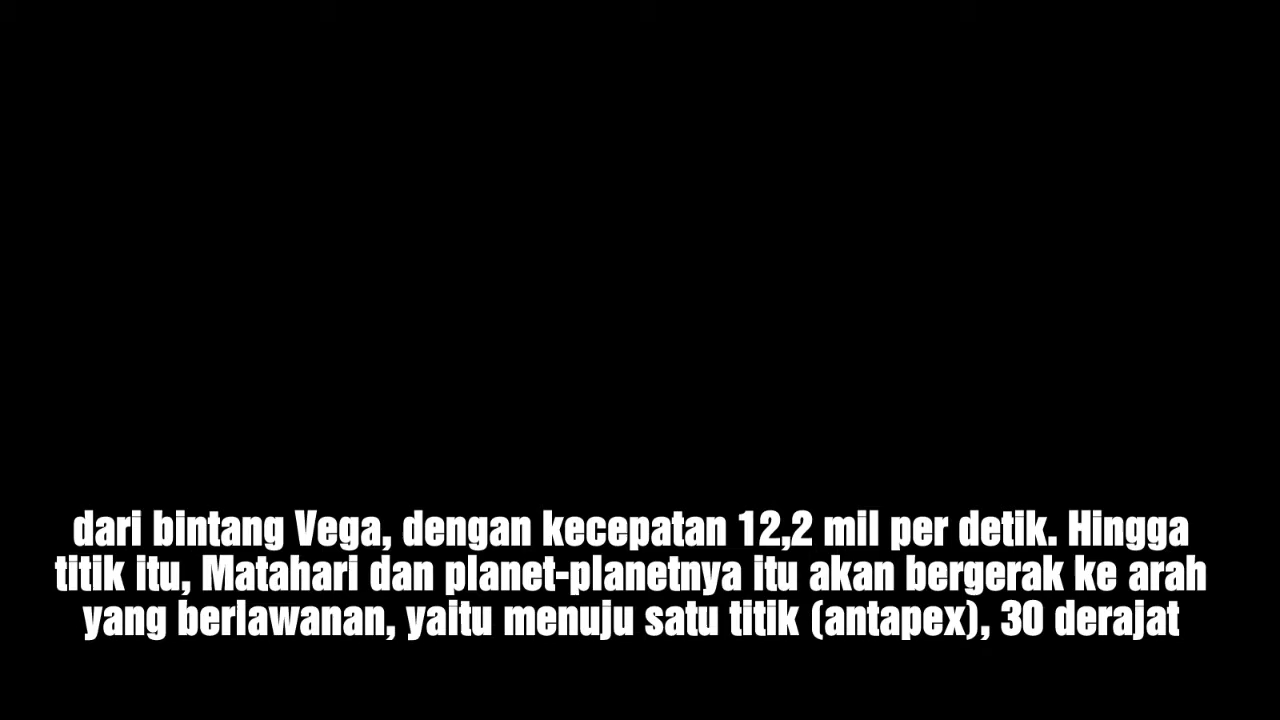 dari bintang Vega, dengan kecepatan 12,2 mil per detik. Hingga
titik itu, Matahari dan planet-planetnya itu akan bergerak ke arah
yang berlawanan, yaitu menuju satu titik (antapex), 30 derajat